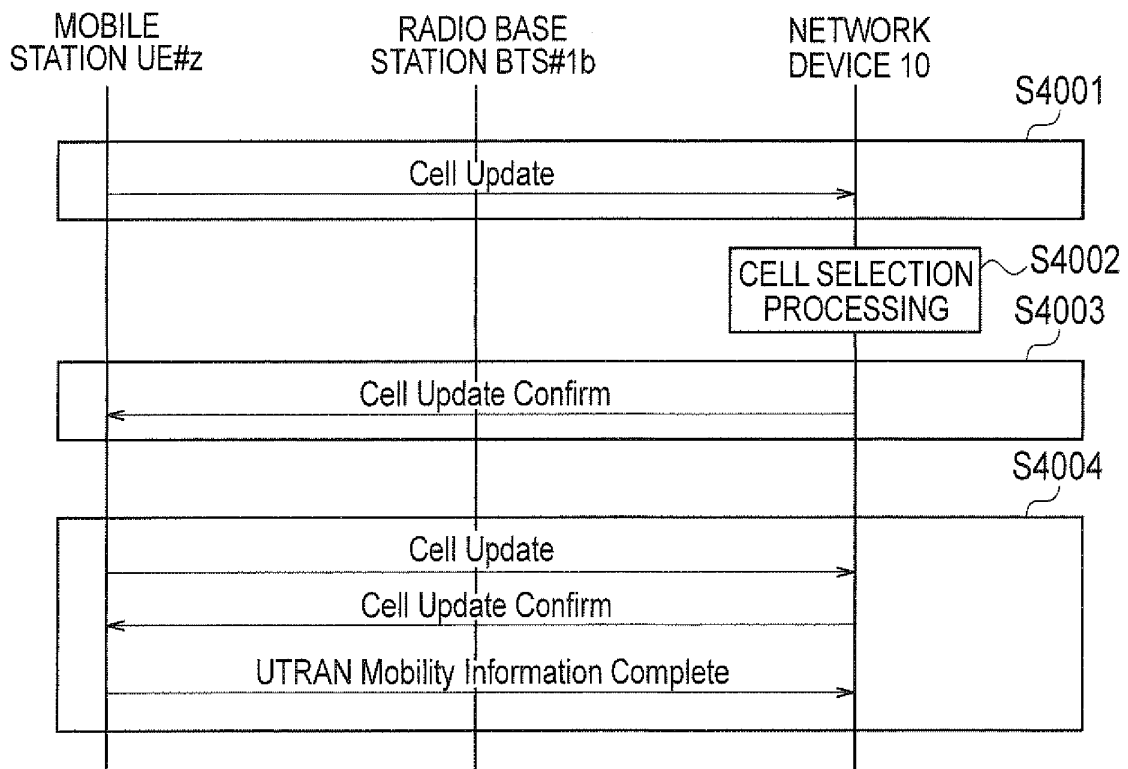 MOBILE
STATION UE#z
RADIO BASE
STATION BTS#1b
NETWORK
DEVICE 10
S4001
Cell Update
CELL SELECTION
PROCESSING
S4002
S4003
Cell Update Confirm
S4004
Cell Update
Cell Update Confirm
UTRAN Mobility Information Complete